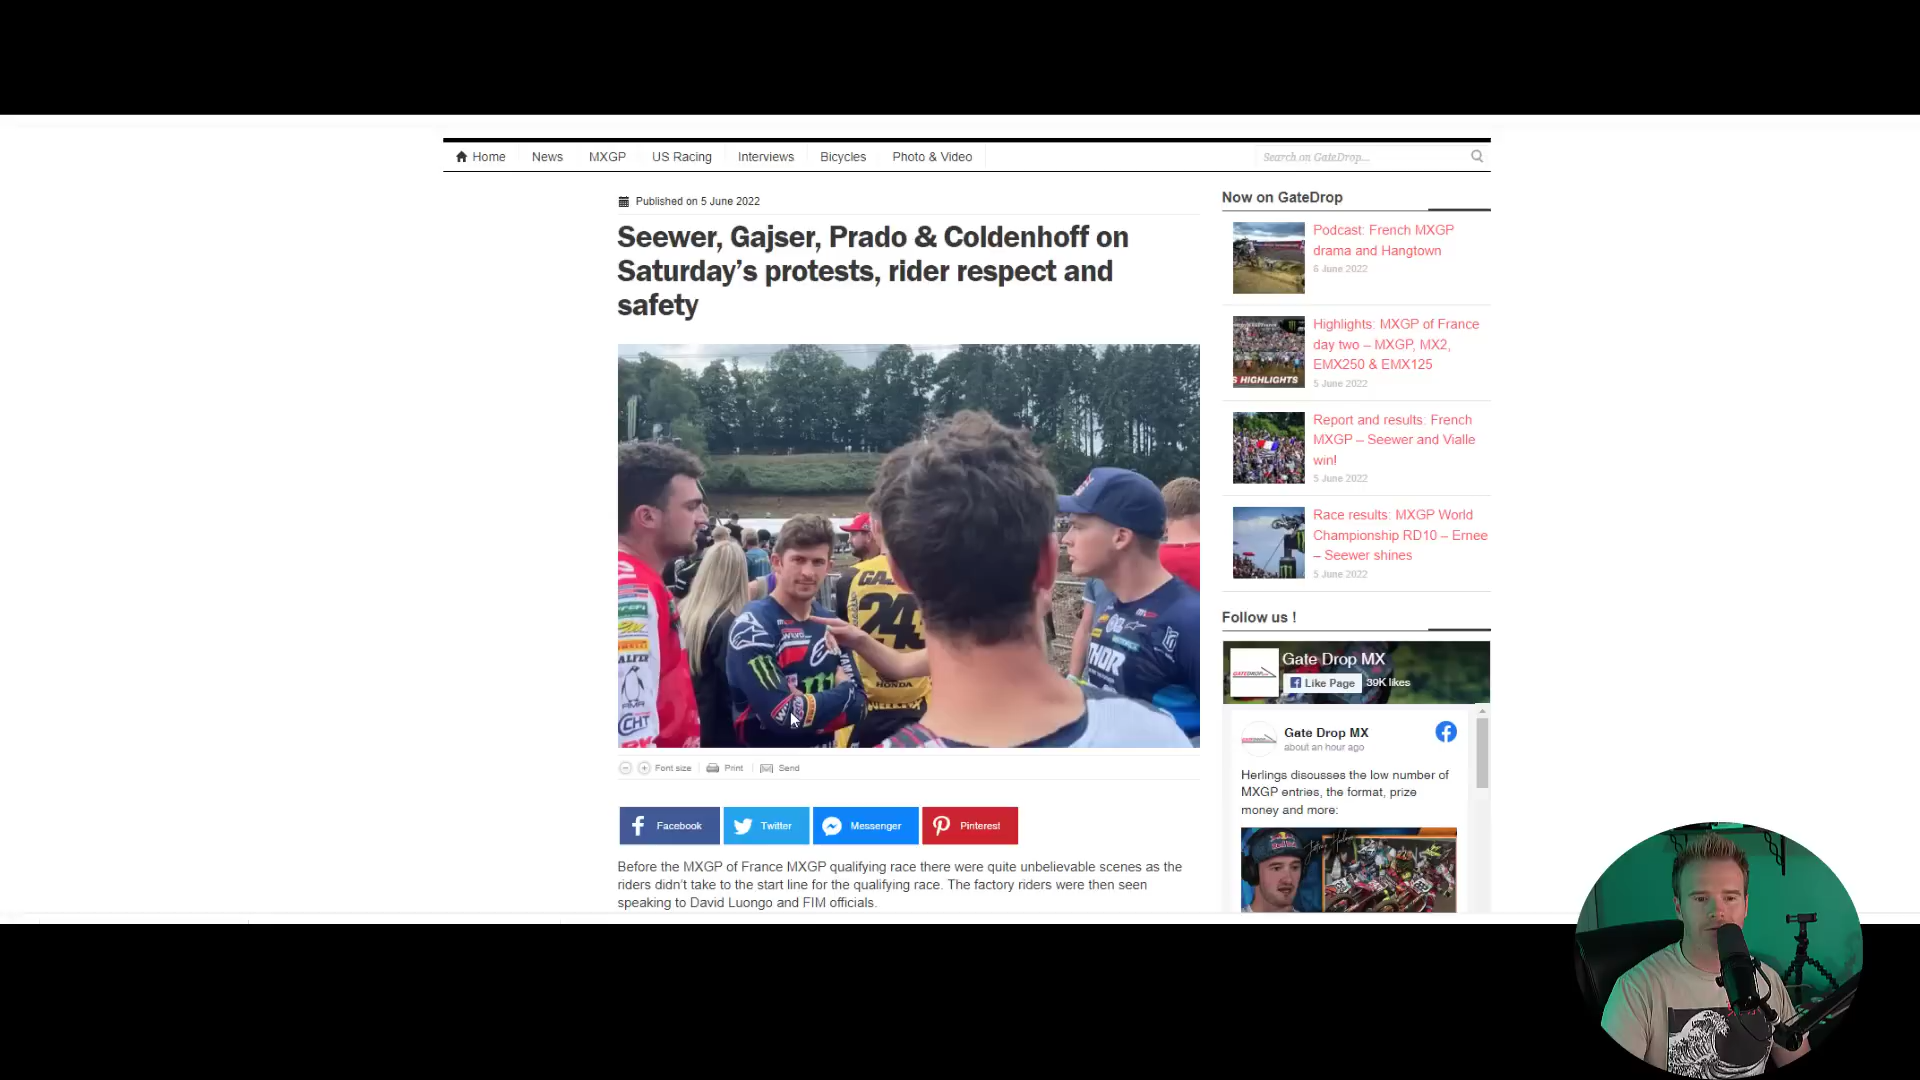 Home
News
MXGP
US Racing
Interviews
Bicycles
Photo & Video
Search on GateDrop...
Published on 5 June 2022
Seewer, Gajser, Prado & Coldenhoff on
Saturday’s protests, rider respect and
safety
GAJ
243
HONDA
WEEKEFX
THOR
ALFER
CHT
Font size
Print
Send
Facebook
Twitter
Messenger
Pinterest
Before the MXGP of France MXGP qualifying race there were quite unbelievable scenes as the
riders didn’t take to the start line for the qualifying race. The factory riders were then seen
speaking to David Luongo and FIM officials.
Now on GateDrop
Podcast: French MXGP
drama and Hangtown
6 June 2022
Highlights: MXGP of France
day two – MXGP, MX2,
EMX250 & EMX125
5 June 2022
S HIGHLIGHTS
Report and results: French
MXGP – Seewer and Vialle
win!
5 June 2022
Race results: MXGP World
Championship RD10 – Ernee
– Seewer shines
5 June 2022
Follow us !
Gate Drop MX
Like Page
39K likes
Gate Drop MX
about an hour ago
Herlings discusses the low number of
MXGP entries, the format, prize
money and more: